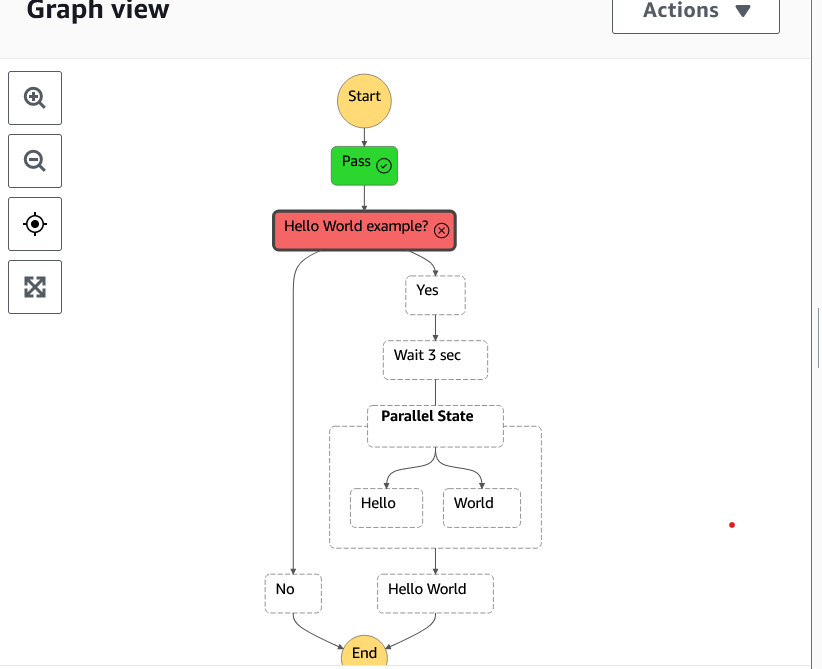 Graph view
Actions
Start
Pass
Hello World example?
Yes
Wait 3 sec
Parallel State
Hello
World
No
Hello World
End